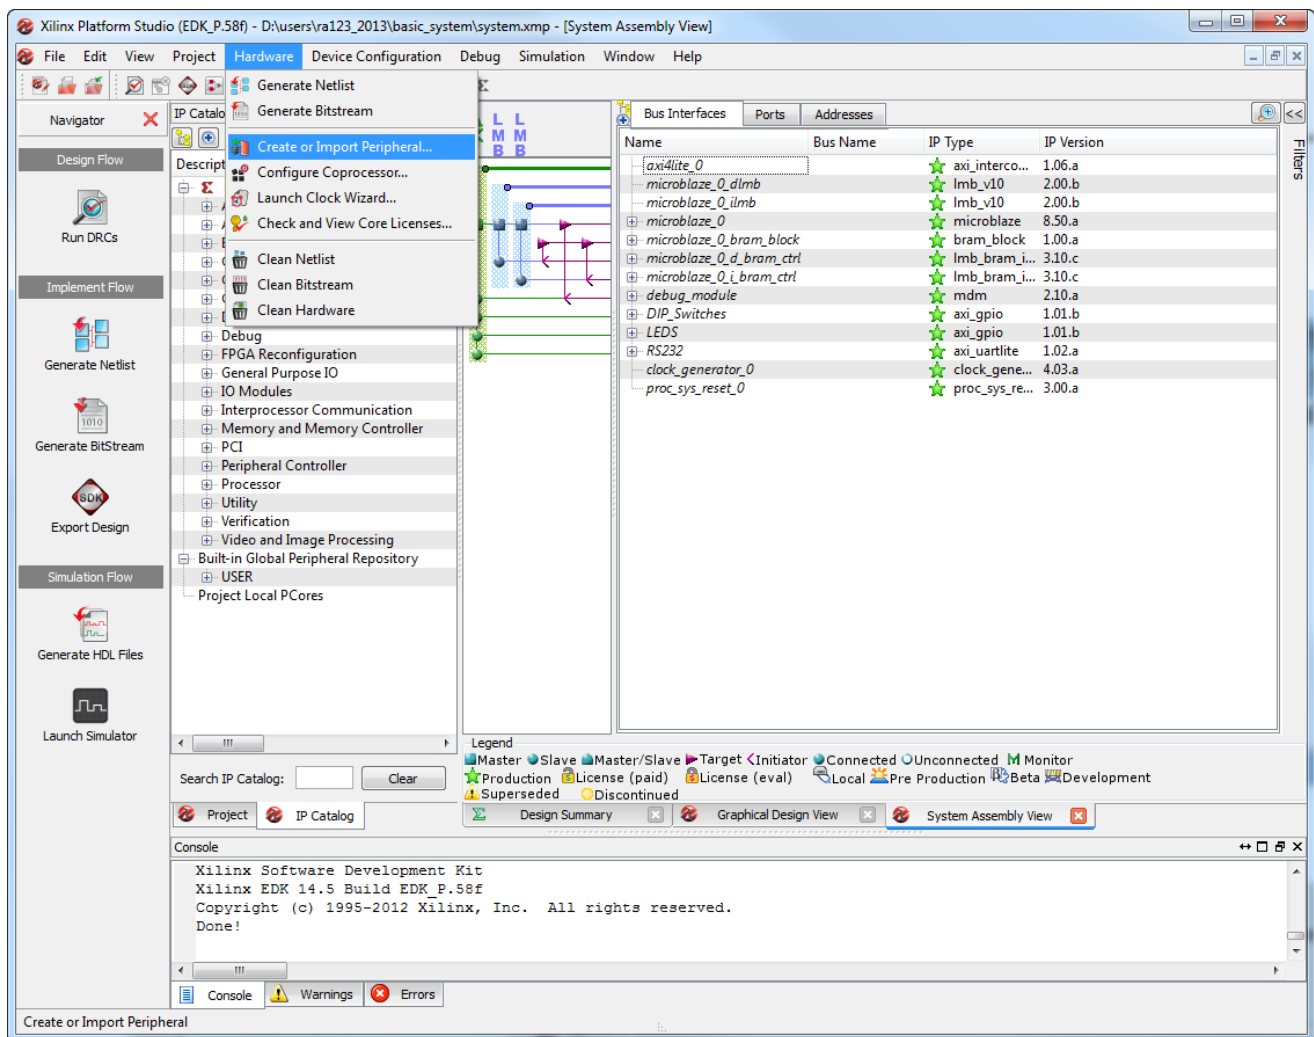 Xilinx Platform Studio (EDK_P.58f) - D:\users\ra123_2013\basic_system\system.xmp - [System Assembly View]
File Edit View Project Hardware Device Configuration Debug Simulation Window Help
Generate Netlist
Generate Bitstream
Create or Import Peripheral...
Configure Coprocessor...
Launch Clock Wizard...
Check and View Core Licenses...
Clean Netlist
Clean Bitstream
Clean Hardware
Navigator
Design Flow
Run DRCs
Implement Flow
Generate Netlist
Generate BitStream
Export Design
Simulation Flow
Generate HDL Files
Launch Simulator
IP Catalo
Descript
Debug
FPGA Reconfiguration
General Purpose IO
IO Modules
Interprocessor Communication
Memory and Memory Controller
PCI
Peripheral Controller
Processor
Utility
Verification
Video and Image Processing
Built-in Global Peripheral Repository
USER
Project Local PCores
Search IP Catalog: Clear
Project IP Catalog
L L
M M
B B
Bus Interfaces Ports Addresses
<<
Filters
Name Bus Name IP Type IP Version
axi4lite_0 axi_interco... 1.06.a
microblaze_0_dlmb lmb_v10 2.00.b
microblaze_0_ilmb lmb_v10 2.00.b
microblaze_0 microblaze 8.50.a
microblaze_0_bram_block bram_block 1.00.a
microblaze_0_d_bram_ctrl lmb_bram_i... 3.10.c
microblaze_0_i_bram_ctrl lmb_bram_i... 3.10.c
debug_module mdm 2.10.a
DIP_Switches axi_gpio 1.01.b
LEDS axi_gpio 1.01.b
RS232 axi_uartlite 1.02.a
clock_generator_0 clock_gene... 4.03.a
proc_sys_reset_0 proc_sys_re... 3.00.a
Legend
Master Slave Master/Slave Target Initiator Connected Unconnected M Monitor
Production License (paid) License (eval) Local Pre Production Beta Development
Superseded Discontinued
Design Summary Graphical Design View System Assembly View
Console
Xilinx Software Development Kit
Xilinx EDK 14.5 Build EDK_P.58f
Copyright (c) 1995-2012 Xilinx, Inc. All rights reserved.
Done!
Console Warnings Errors
Create or Import Peripheral